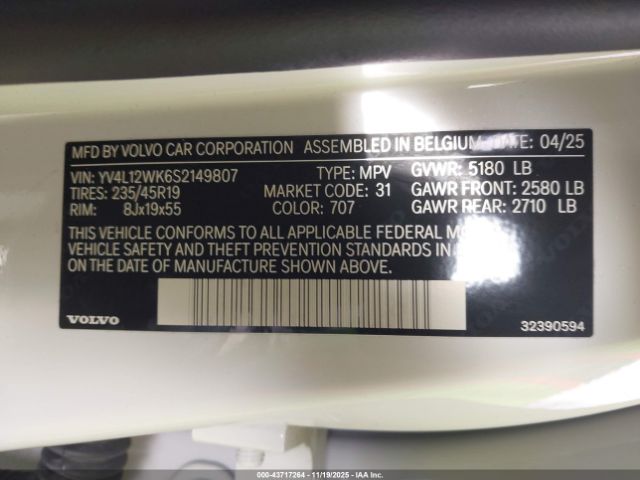 MFD BY VOLVO CAR CORPORATION ASSEMBLED IN BELGIUM DATE: 04/25
VIN: YV4L12WK6S2149807 TYPE: MPV GVWR: 5180 LB
TIRES: 235/45R19 MARKET CODE: 31 GAWR FRONT: 2580 LB
RIM: 8Jx19x55 COLOR: 707 GAWR REAR: 2710 LB
THIS VEHICLE CONFORMS TO ALL APPLICABLE FEDERAL
VEHICLE SAFETY AND THEFT PREVENTION STANDARDS IN
ON THE DATE OF MANUFACTURE SHOWN ABOVE.
VOLVO 32390594
000-43717264 - 11/19/2025 - IAA Inc.